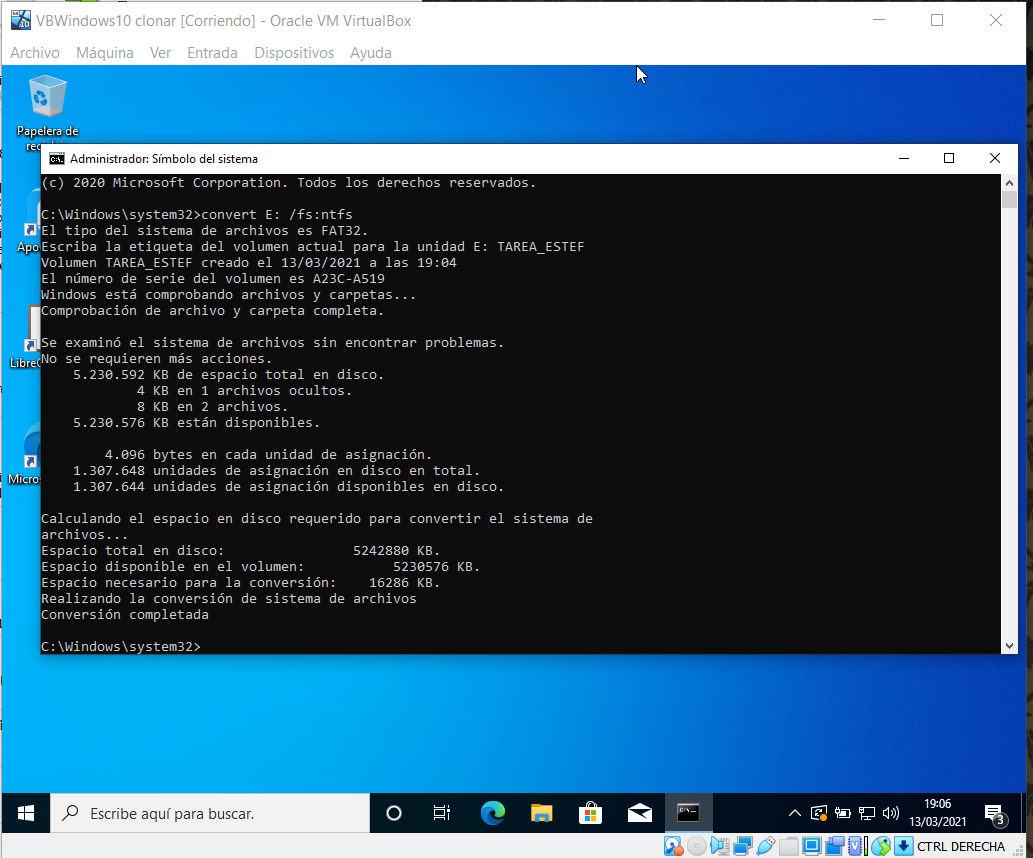 VBWindows10 clonar [Corriendo] - Oracle VM VirtualBox
Archivo Máquina Ver Entrada Dispositivos Ayuda
Papelera de
Administrador: Símbolo del sistema
(c) 2020 Microsoft Corporation. Todos los derechos reservados.
C:\Windows\system32>convert E: /fs:ntfs
El tipo del sistema de archivos es FAT32.
Escriba la etiqueta del volumen actual para la unidad E: TAREA_ESTEF
Volumen TAREA_ESTEF creado el 13/03/2021 a las 19:04
El número de serie del volumen es A23C-A519
Windows está comprobando archivos y carpetas...
Comprobación de archivo y carpeta completa.
Se examinó el sistema de archivos sin encontrar problemas.
No se requieren más acciones.
5.230.592 KB de espacio total en disco.
4 KB en 1 archivos ocultos.
8 KB en 2 archivos.
5.230.576 KB están disponibles.
4.096 bytes en cada unidad de asignación.
1.307.648 unidades de asignación en disco en total.
1.307.644 unidades de asignación disponibles en disco.
Calculando el espacio en disco requerido para convertir el sistema de
archivos...
Espacio total en disco: 5242880 KB.
Espacio disponible en el volumen: 5230576 KB.
Espacio necesario para la conversión: 16286 KB.
Realizando la conversión de sistema de archivos
Conversión completada
C:\Windows\system32>
Escribe aquí para buscar.
19:06
13/03/2021
3
CTRL DERECHA